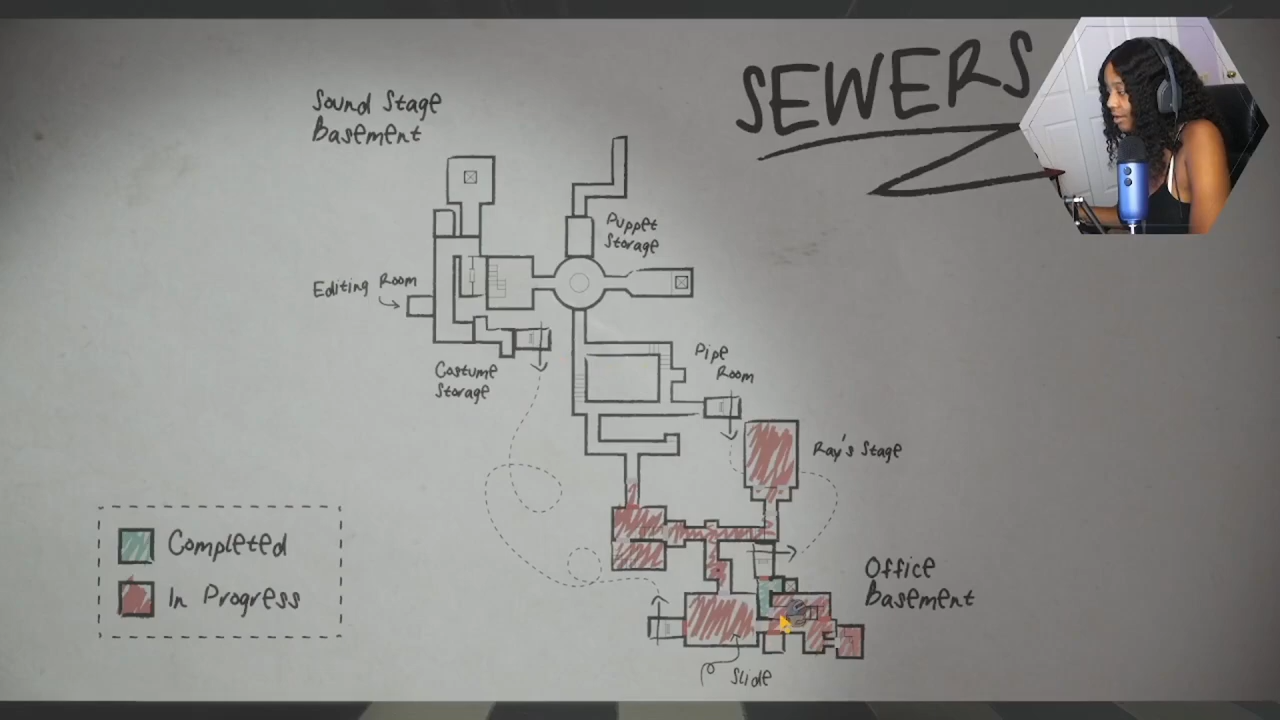 SEWERS
Sound Stage
Basement
Puppet
Storage
Editing Room
Costume
Storage
Pipe
Room
Ray's Stage
Completed
In Progress
Office
Basement
Slide